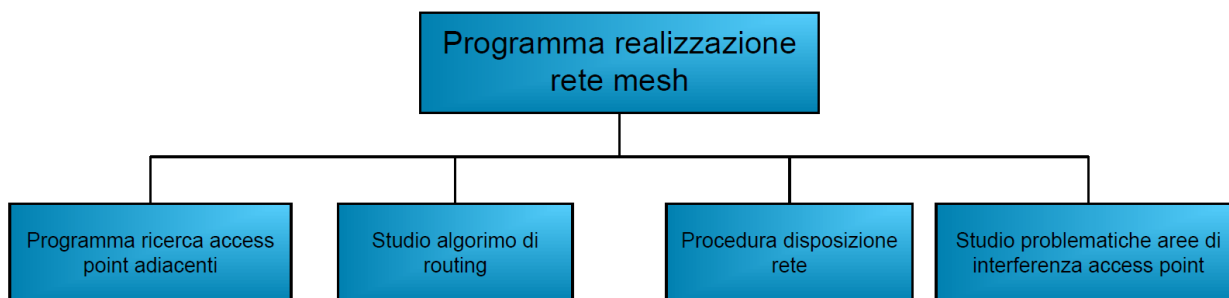 Programma realizzazione
rete mesh
Programma ricerca access
point adiacenti
Studio algorimo di
routing
Procedura disposizione
rete
Studio problematiche aree di
interferenza access point